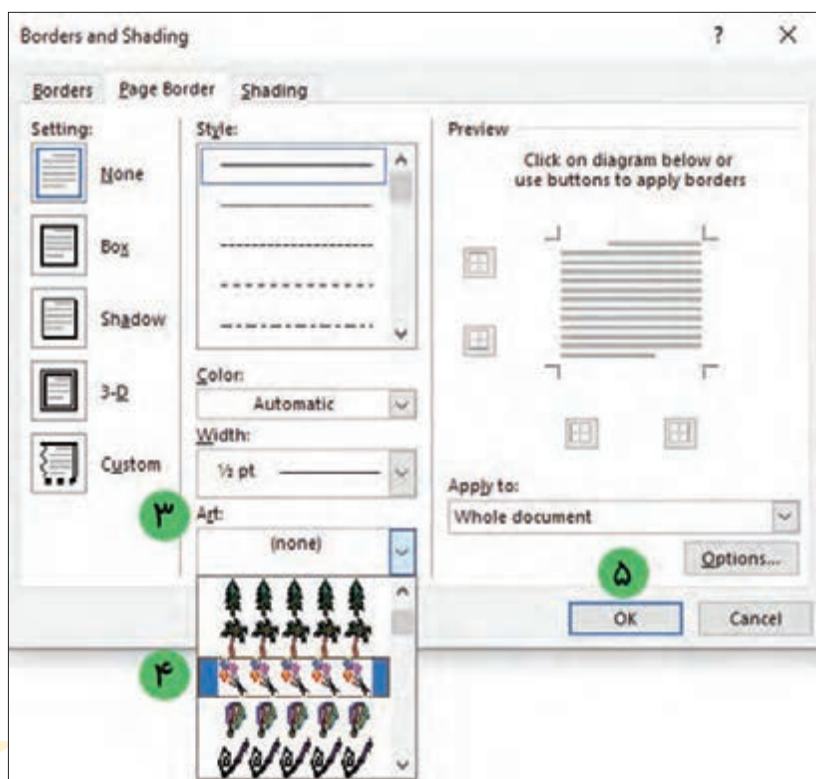 Borders and Shading ? ×
Borders Page Border Shading
Setting:
None
Box
Shadow
3-D
Custom
Style:
Color:
Automatic
Width:
½ pt
۳
Art:
(none)
۴
Preview
Click on diagram below or
use buttons to apply borders
Apply to:
Whole document
Options...
۵
OK Cancel